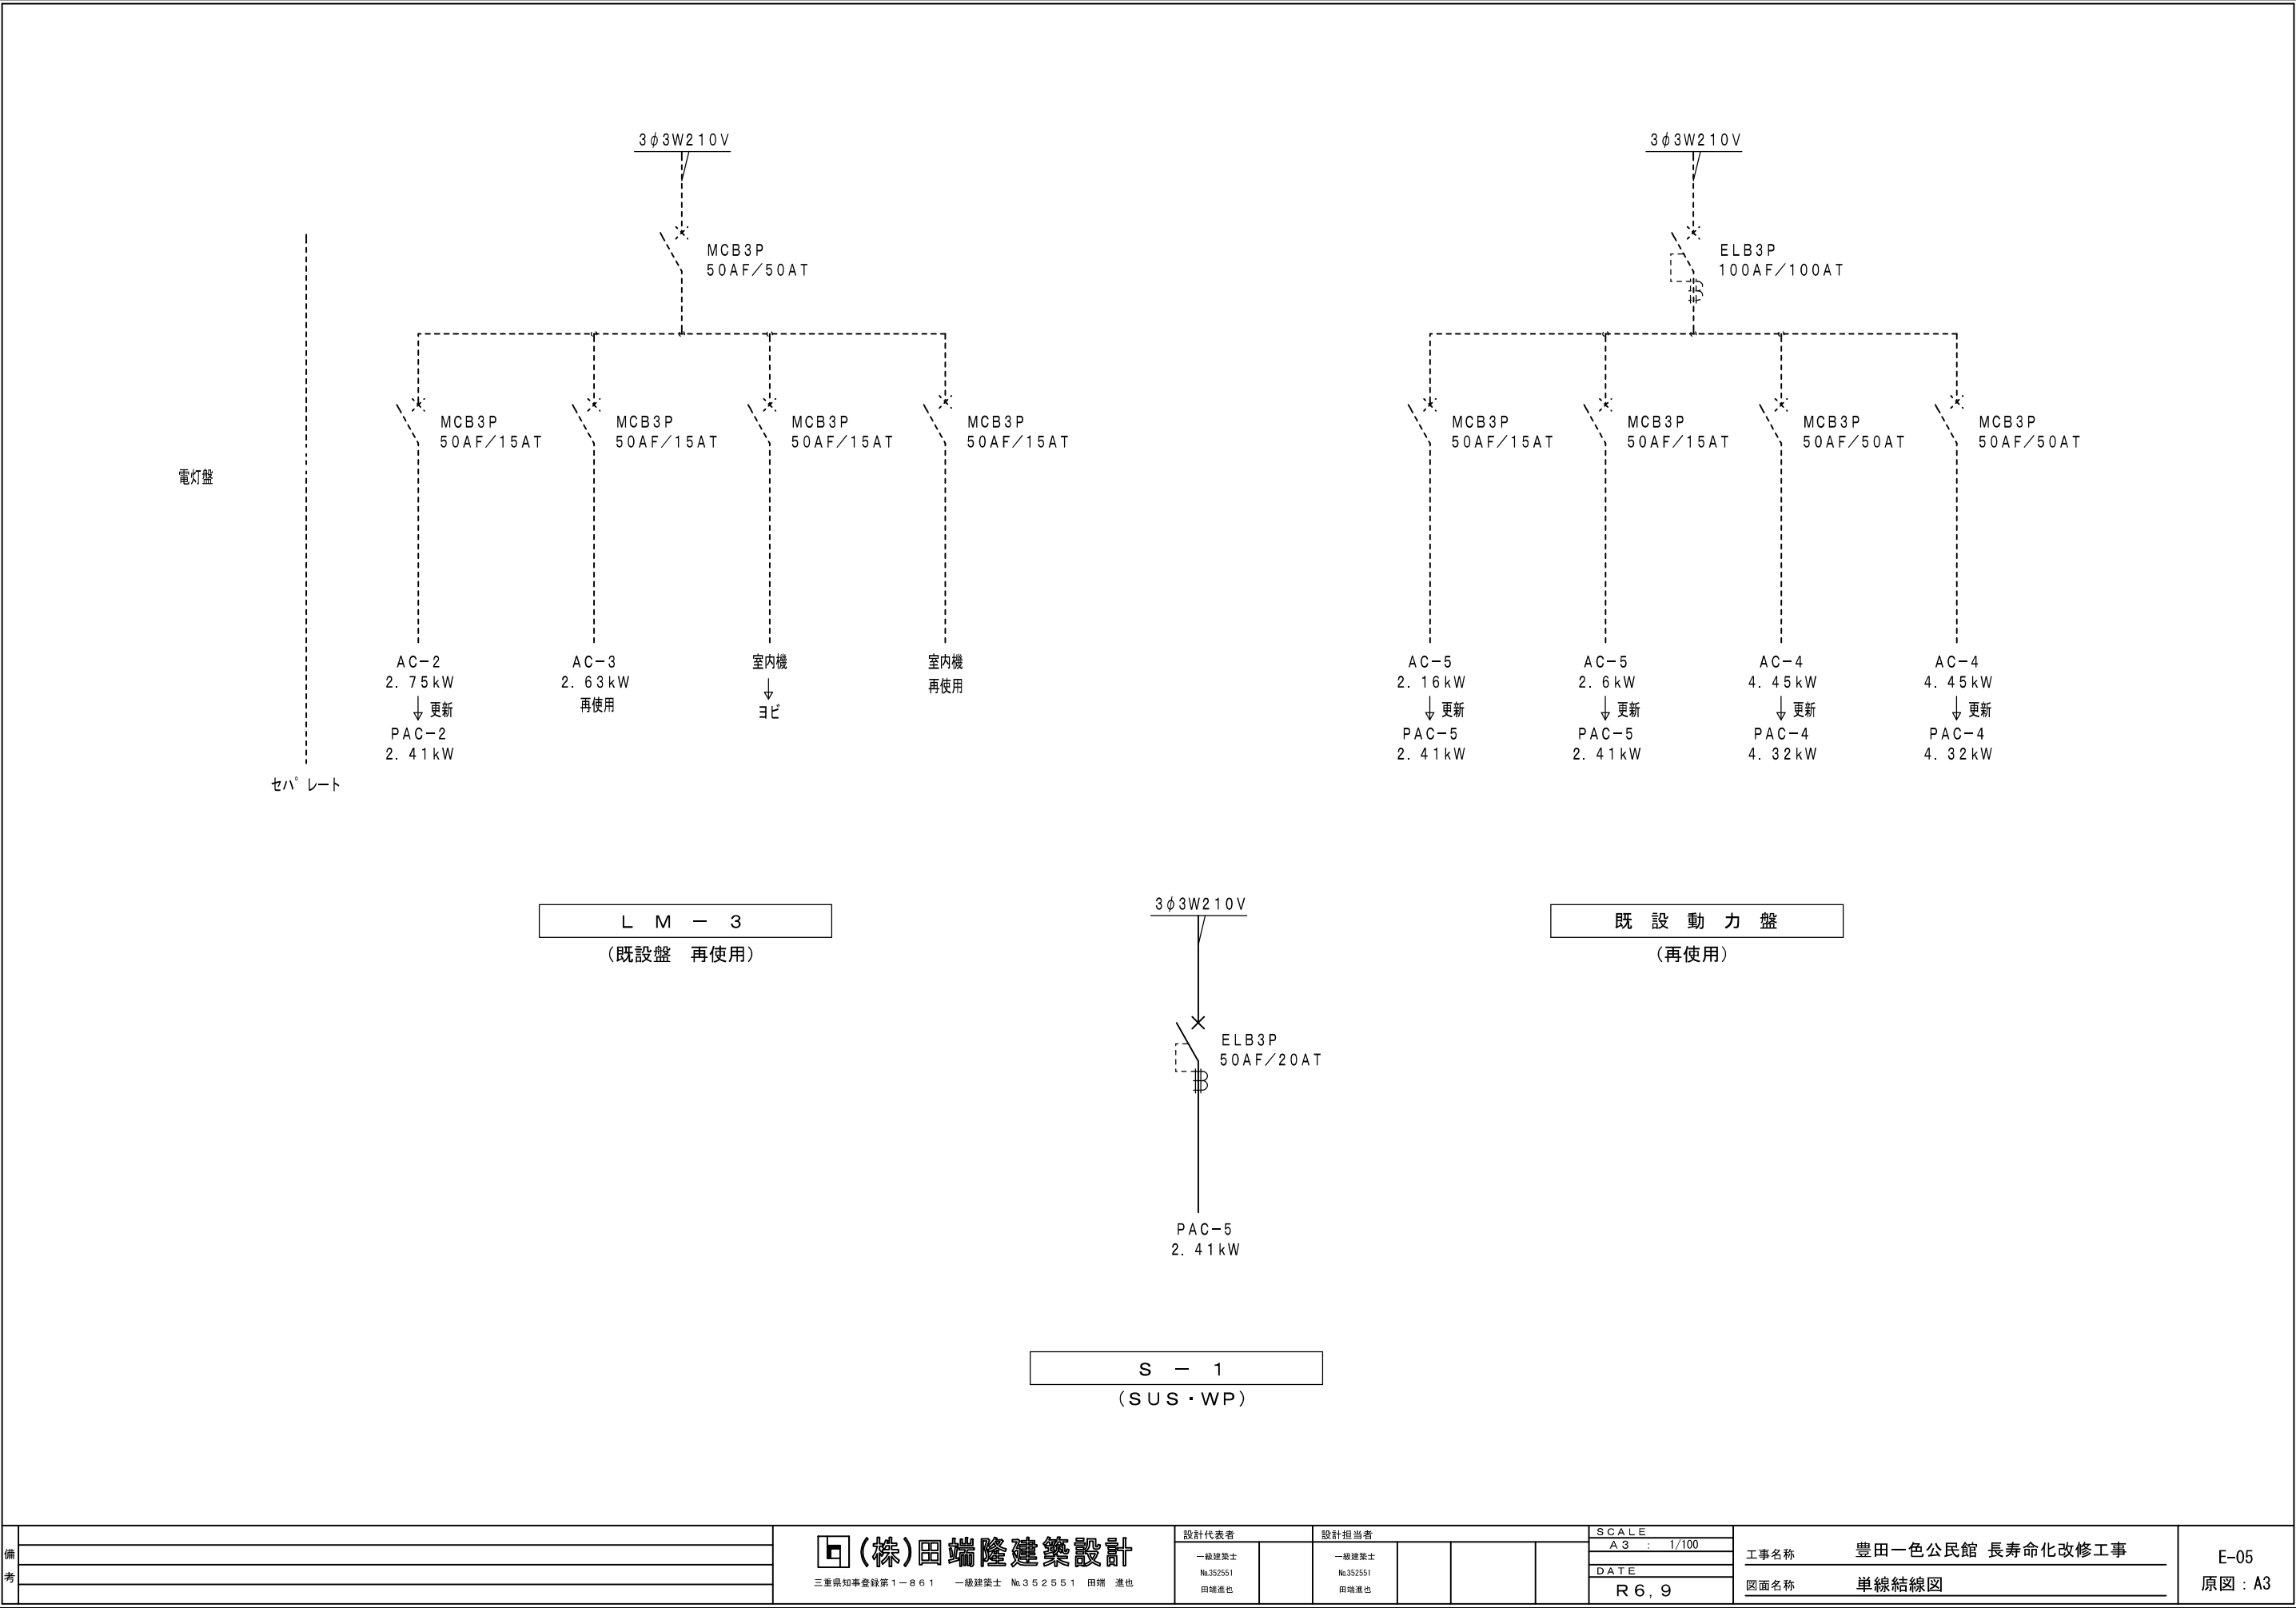 3φ3W210V
MCB3P
50AF/50AT
MCB3P
50AF/15AT
MCB3P
50AF/15AT
MCB3P
50AF/15AT
MCB3P
50AF/15AT
電灯盤
セパレート
AC-2
2.75kW
更新
PAC-2
2.41kW
AC-3
2.63kW
再使用
室内機
ヨビ
室内機
再使用
LM-3
(既設盤 再使用)
3φ3W210V
ELB3P
100AF/100AT
MCB3P
50AF/15AT
MCB3P
50AF/15AT
MCB3P
50AF/50AT
MCB3P
50AF/50AT
AC-5
2.16kW
更新
PAC-5
2.41kW
AC-5
2.6kW
更新
PAC-5
2.41kW
AC-4
4.45kW
更新
PAC-4
4.32kW
AC-4
4.45kW
更新
PAC-4
4.32kW
既設動力盤
(再使用)
3φ3W210V
ELB3P
50AF/20AT
PAC-5
2.41kW
S-1
(SUS・WP)
備考
(株)田端隆建築設計
三重県知事登録第1-861 一級建築士 №352551 田端 進也
設計代表者
一級建築士
№352551
田端進也
設計担当者
一級建築士
№352551
田端進也
SCALE
A3 : 1/100
DATE
R6,9
工事名称 豊田一色公民館 長寿命化改修工事
図面名称 単線結線図
E-05
原図:A3